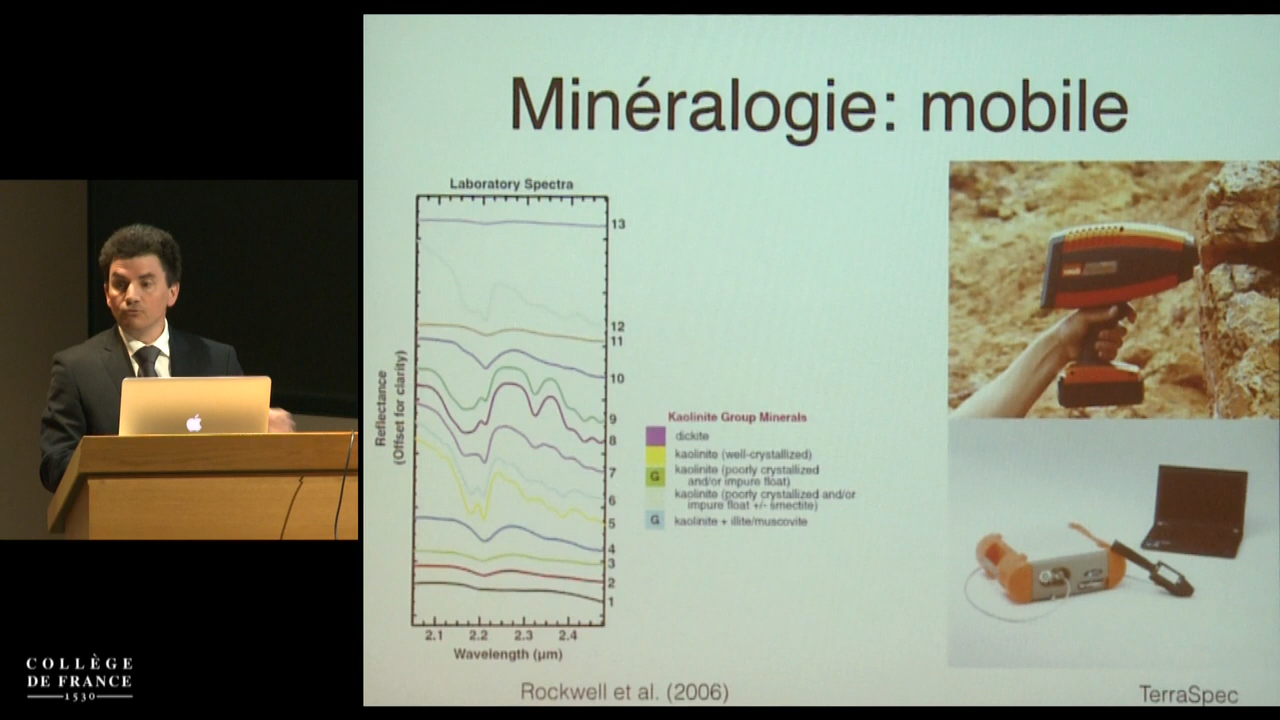 Minéralogie: mobile
Laboratory Spectra
13
12
11
10
9
8
7
6
5
4
3
2
1
Reflectance
(Offset for clarity)
2.1
2.2
2.3
2.4
Wavelength (µm)
Kaolinite Group Minerals
dickite
kaolinite (well-crystallized)
G
kaolinite (poorly crystallized
and/or impure float)
kaolinite (poorly crystallized and/or
impure float +/- smectite)
G
kaolinite + illite/muscovite
Rockwell et al. (2006)
TerraSpec
COLLÈGE
DE FRANCE
1530